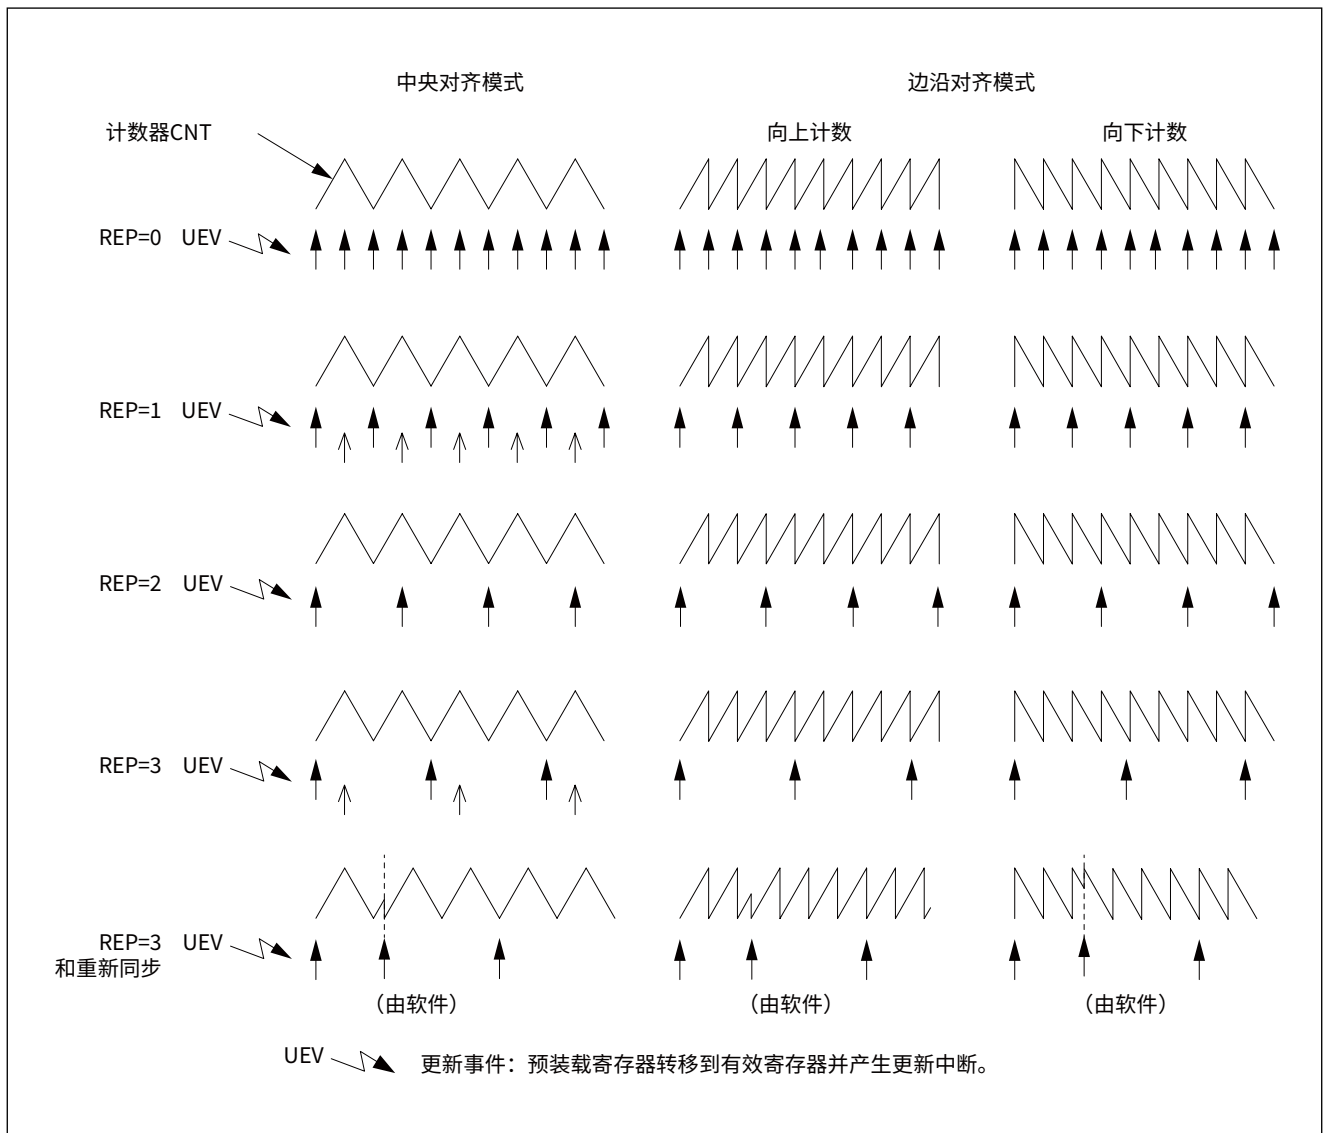 中央对齐模式
边沿对齐模式
计数器CNT
向上计数
向下计数
REP=0 UEV
REP=1 UEV
REP=2 UEV
REP=3 UEV
REP=3 UEV
和重新同步
（由软件）
（由软件）
（由软件）
UEV 更新事件：预装载寄存器转移到有效寄存器并产生更新中断。